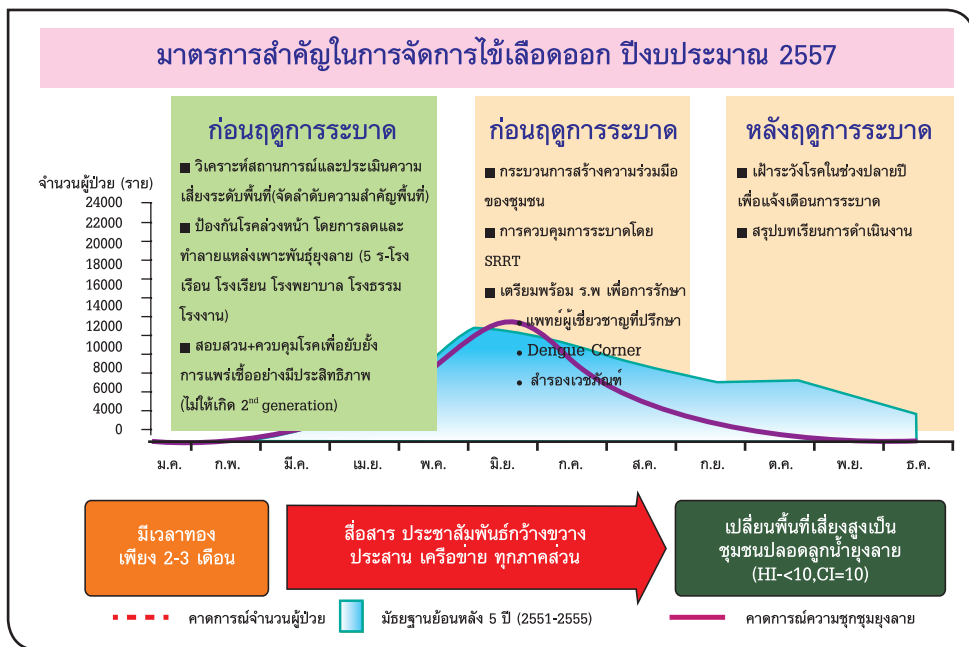 มาตรการสำคัญในการจัดการไข้เลือดออก ปีงบประมาณ 2557
ก่อนฤดูการระบาด
■ วิเคราะห์สถานการณ์และประเมินความ
เสี่ยงระดับพื้นที่(จัดลำดับความสำคัญพื้นที่)
■ ป้องกันโรคล่วงหน้า โดยการลดและ
ทำลายแหล่งเพาะพันธุ์ยุงลาย (5 ร-โรง
เรือน โรงเรียน โรงพยาบาล โรงธรรม
โรงงาน)
■ สอบสวน+ควบคุมโรคเพื่อยับยั้ง
การแพร่เชื้ออย่างมีประสิทธิภาพ
(ไม่ให้เกิด 2nd generation)
ก่อนฤดูการระบาด
■ กระบวนการสร้างความร่วมมือ
ของชุมชน
■ การควบคุมการระบาดโดย
SRRT
■ เตรียมพร้อม ร.พ เพื่อการรักษา
• แพทย์ผู้เชี่ยวชาญที่ปรึกษา
• Dengue Corner
• สำรองเวชภัณฑ์
หลังฤดูการระบาด
■ เฝ้าระวังโรคในช่วงปลายปี
เพื่อแจ้งเตือนการระบาด
■ สรุปบทเรียนการดำเนินงาน
จำนวนผู้ป่วย (ราย)
24000
22000
20000
18000
16000
14000
12000
10000
8000
6000
4000
0
ม.ค. ก.พ. มี.ค. เม.ย. พ.ค. มิ.ย. ก.ค. ส.ค. ก.ย. ต.ค. พ.ย. ธ.ค.
มีเวลาทอง
เพียง 2-3 เดือน
สื่อสาร ประชาสัมพันธ์กว้างขวาง
ประสาน เครือข่าย ทุกภาคส่วน
เปลี่ยนพื้นที่เสี่ยงสูงเป็น
ชุมชนปลอดลูกน้ำยุงลาย
(HI-<10,CI=10)
คาดการณ์จำนวนผู้ป่วย มัธยฐานย้อนหลัง 5 ปี (2551-2555) คาดการณ์ความชุกชุมยุงลาย